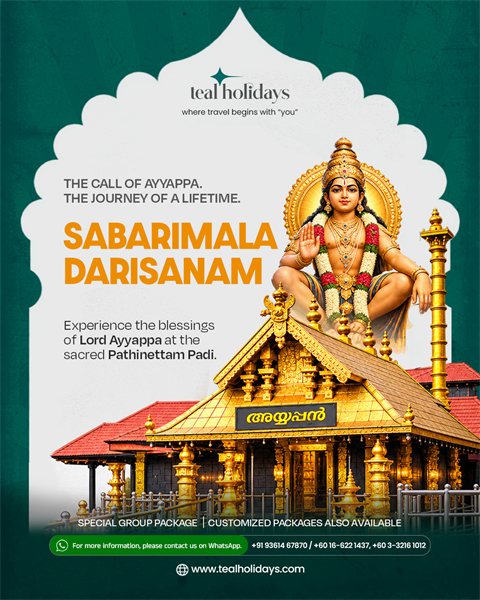 teal holidays
where travel begins with “you”
THE CALL OF AYYAPPA.
THE JOURNEY OF A LIFETIME.
SABARIMALA
DARISANAM
Experience the blessings
of Lord Ayyappa at the
sacred Pathinettam Padi.
അയ്യപ്പൻ
SPECIAL GROUP PACKAGE | CUSTOMIZED PACKAGES ALSO AVAILABLE
For more information, please contact us on WhatsApp. +91 93614 67870 / +60 16-622 1437, +60 3-3216 1012
www.tealholidays.com